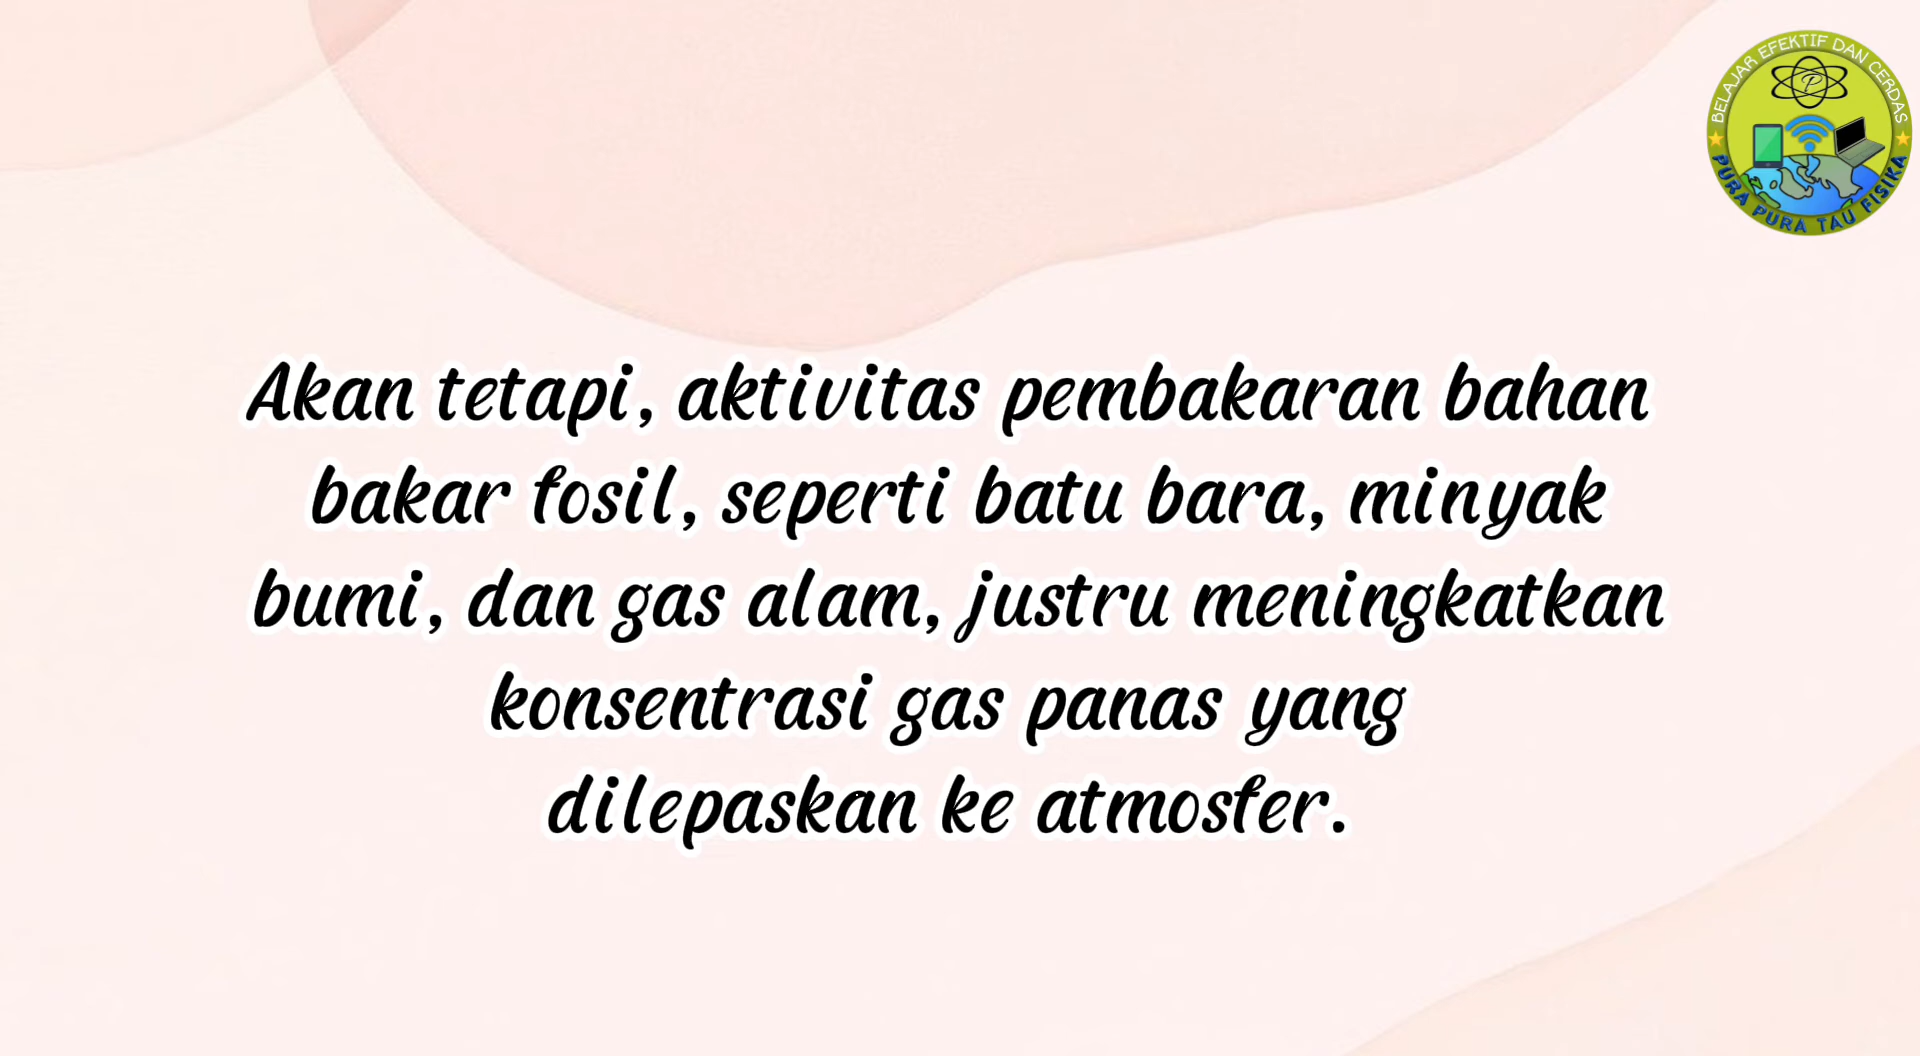 BELAJAR EFEKTIF DAN CERDAS
P
PURA PURA TAU FISIKA
Akan tetapi, aktivitas pembakaran bahan
bakar fosil, seperti batu bara, minyak
bumi, dan gas alam, justru meningkatkan
konsentrasi gas panas yang
dilepaskan ke atmosfer.